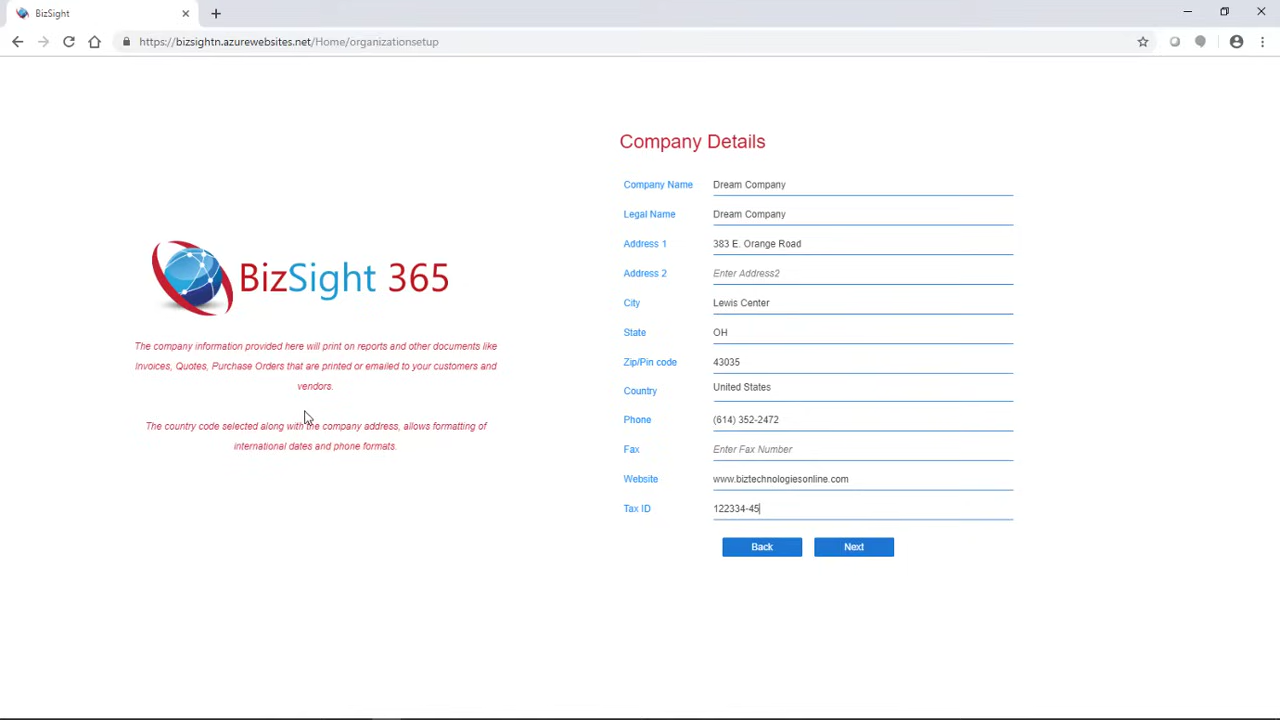 BizSight
https://bizsightn.azurewebsites.net/Home/organizationsetup
BizSight 365
The company information provided here will print on reports and other documents like
Invoices, Quotes, Purchase Orders that are printed or emailed to your customers and
vendors.
The country code selected along with the company address, allows formatting of
international dates and phone formats.
Company Details
Company Name Dream Company
Legal Name Dream Company
Address 1 383 E. Orange Road
Address 2 Enter Address2
City Lewis Center
State OH
Zip/Pin code 43035
Country United States
Phone (614) 352-2472
Fax Enter Fax Number
Website www.biztechnologiesonline.com
Tax ID 122334-45
Back Next